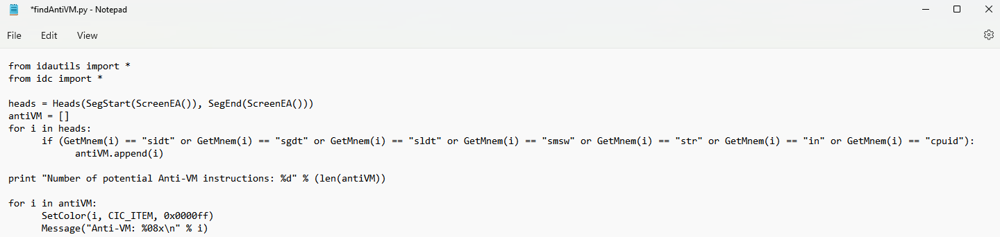 *findAntiVM.py - Notepad
File Edit View
from idautils import *
from idc import *

heads = Heads(SegStart(ScreenEA()), SegEnd(ScreenEA()))
antiVM = []
for i in heads:
      if (GetMnem(i) == "sidt" or GetMnem(i) == "sgdt" or GetMnem(i) == "sldt" or GetMnem(i) == "smsw" or GetMnem(i) == "str" or GetMnem(i) == "in" or GetMnem(i) == "cpuid"):
            antiVM.append(i)

print "Number of potential Anti-VM instructions: %d" % (len(antiVM))

for i in antiVM:
      SetColor(i, CIC_ITEM, 0x0000ff)
      Message("Anti-VM: %08x\n" % i)